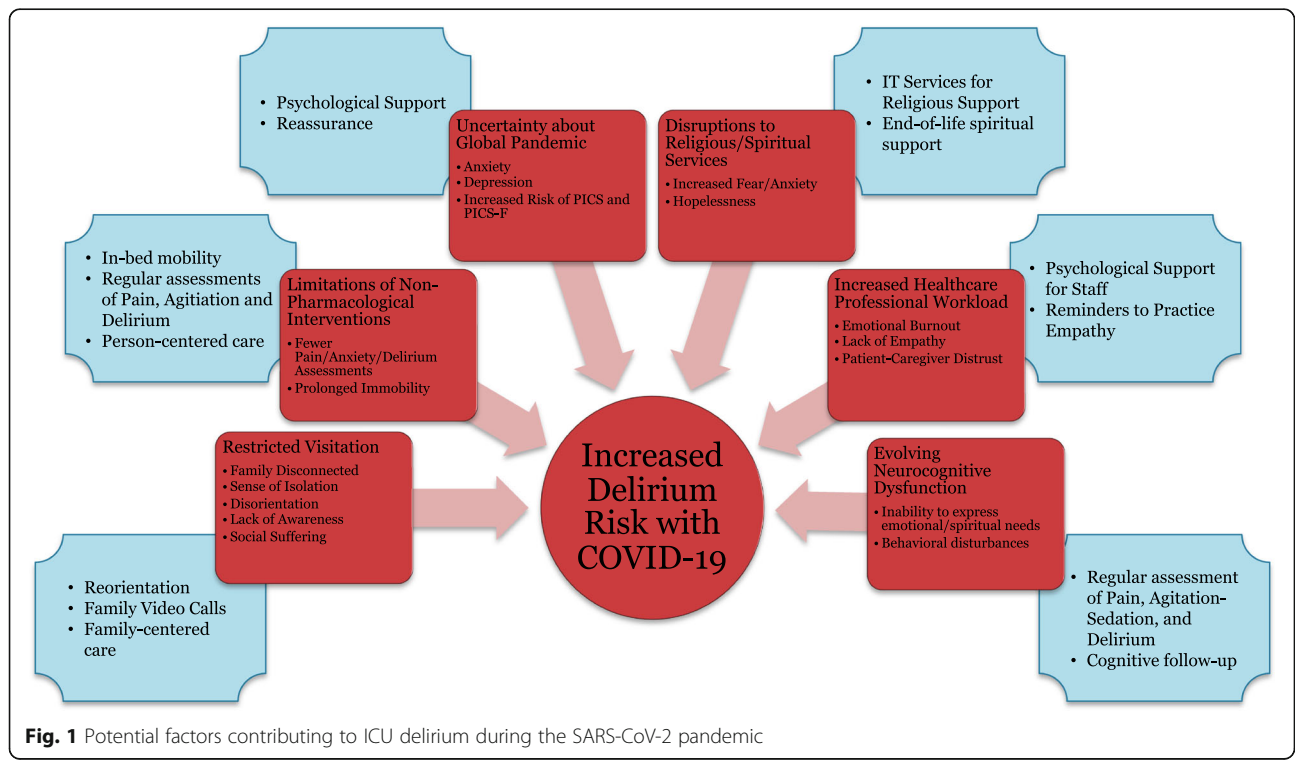 • Psychological Support
• Reassurance
Uncertainty about
Global Pandemic
• Anxiety
• Depression
• Increased Risk of PICS and
PICS-F
Disruptions to
Religious/Spiritual
Services
• Increased Fear/Anxiety
• Hopelessness
• IT Services for
Religious Support
• End-of-life spiritual
support
• In-bed mobility
• Regular assessments
of Pain, Agitiation and
Delirium
• Person-centered care
Limitations of Non-
Pharmacological
Interventions
• Fewer
Pain/Anxiety/Delirium
Assessments
• Prolonged Immobility
Increased Healthcare
Professional Workload
• Emotional Burnout
• Lack of Empathy
• Patient-Caregiver Distrust
• Psychological Support
for Staff
• Reminders to Practice
Empathy
Restricted Visitation
• Family Disconnected
• Sense of Isolation
• Disorientation
• Lack of Awareness
• Social Suffering
Increased
Delirium
Risk with
COVID-19
Evolving
Neurocognitive
Dysfunction
• Inability to express
emotional/spiritual needs
• Behavioral disturbances
• Reorientation
• Family Video Calls
• Family-centered
care
• Regular assessment
of Pain, Agitation-
Sedation, and
Delirium
• Cognitive follow-up
Fig. 1 Potential factors contributing to ICU delirium during the SARS-CoV-2 pandemic